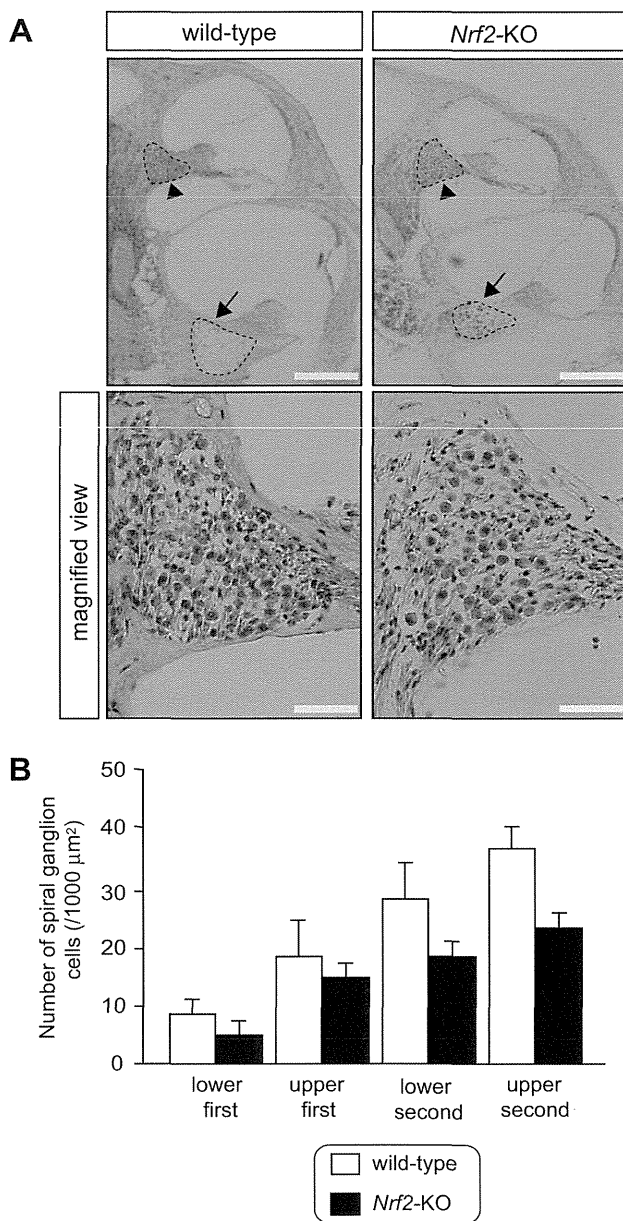 A
wild-type
Nrf2-KO
magnified view
B
Number of spiral ganglion
cells (/1000 μm²)
50
40
30
20
10
0
lower
first
upper
first
lower
second
upper
second
wild-type
Nrf2-KO